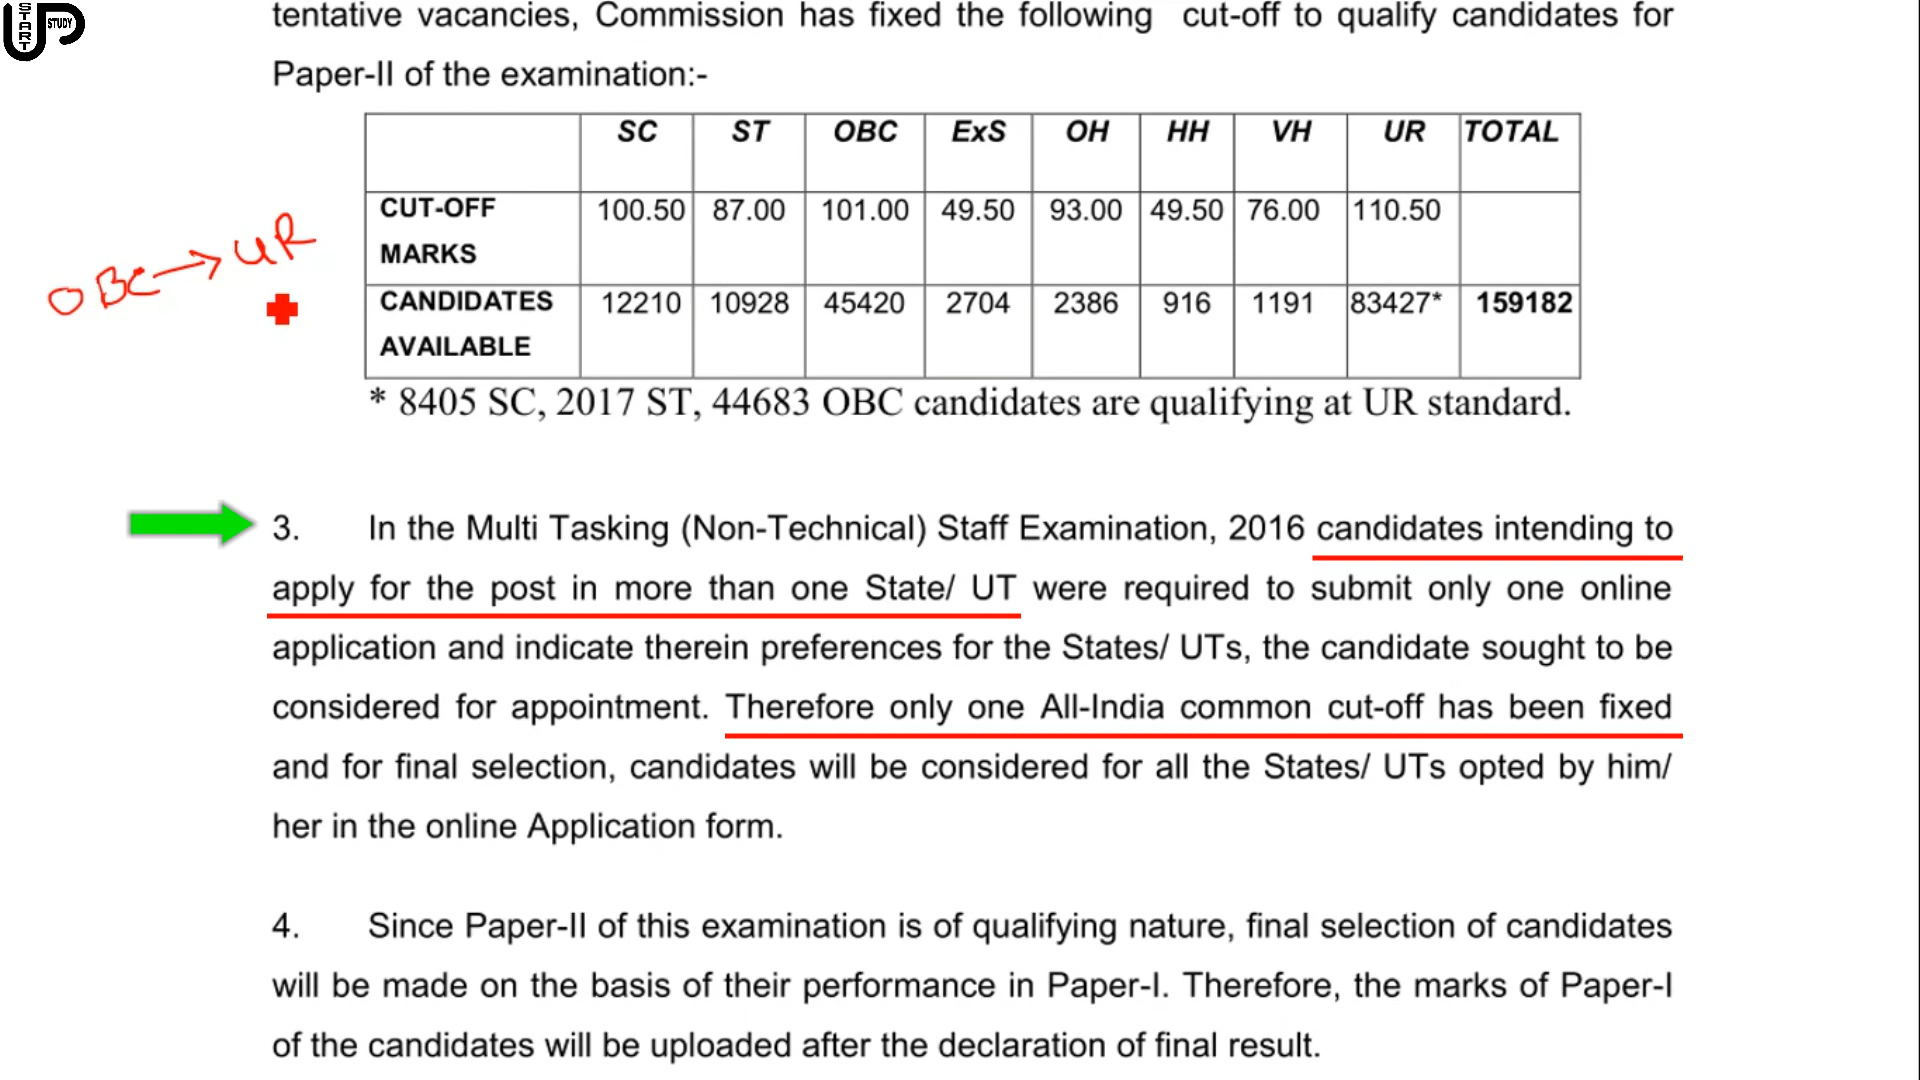 START
UP
STUDY
tentative vacancies, Commission has fixed the following cut-off to qualify candidates for
Paper-II of the examination:-
SC ST OBC ExS OH HH VH UR TOTAL
CUT-OFF MARKS 100.50 87.00 101.00 49.50 93.00 49.50 76.00 110.50
OBC → UR
CANDIDATES AVAILABLE 12210 10928 45420 2704 2386 916 1191 83427* 159182
* 8405 SC, 2017 ST, 44683 OBC candidates are qualifying at UR standard.
3. In the Multi Tasking (Non-Technical) Staff Examination, 2016 candidates intending to
apply for the post in more than one State/ UT were required to submit only one online
application and indicate therein preferences for the States/ UTs, the candidate sought to be
considered for appointment. Therefore only one All-India common cut-off has been fixed
and for final selection, candidates will be considered for all the States/ UTs opted by him/
her in the online Application form.
4. Since Paper-II of this examination is of qualifying nature, final selection of candidates
will be made on the basis of their performance in Paper-I. Therefore, the marks of Paper-I
of the candidates will be uploaded after the declaration of final result.